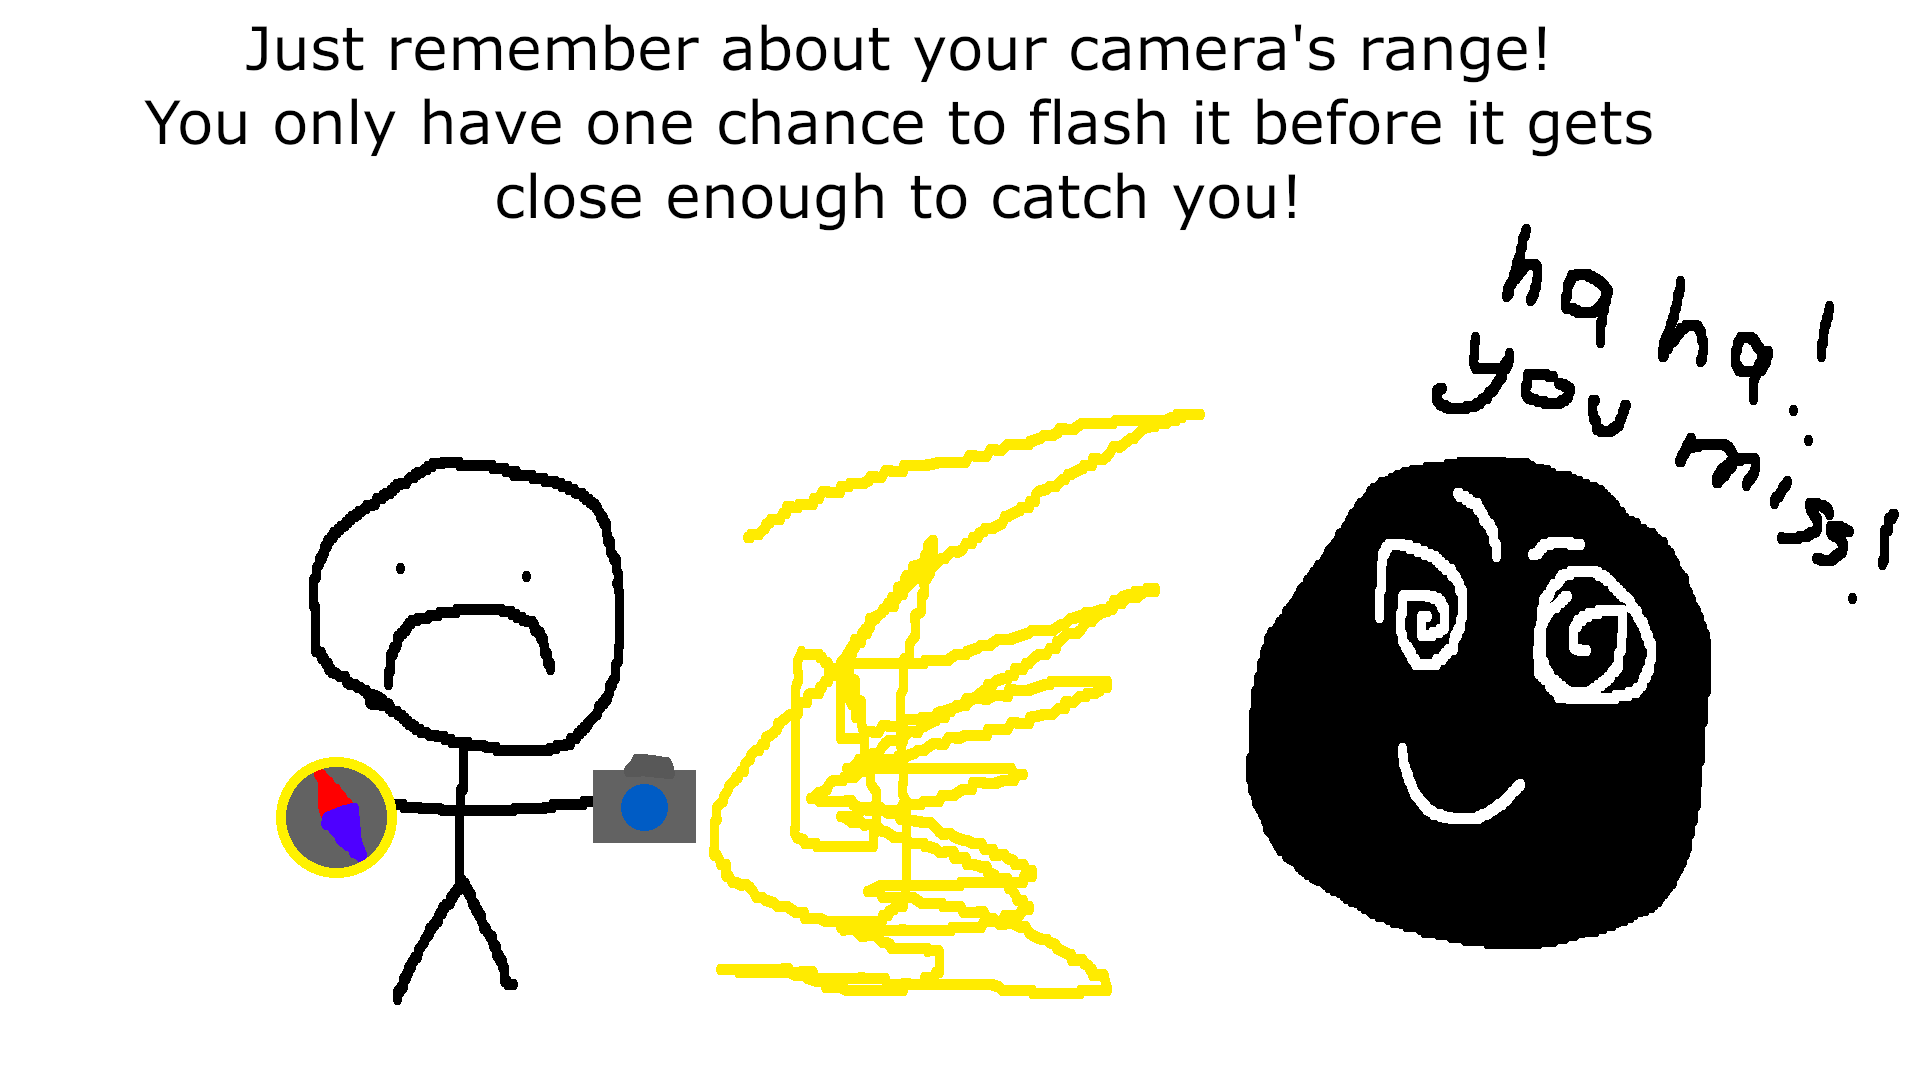 Just remember about your camera's range!
You only have one chance to flash it before it gets
close enough to catch you!
ha ha!
you miss!